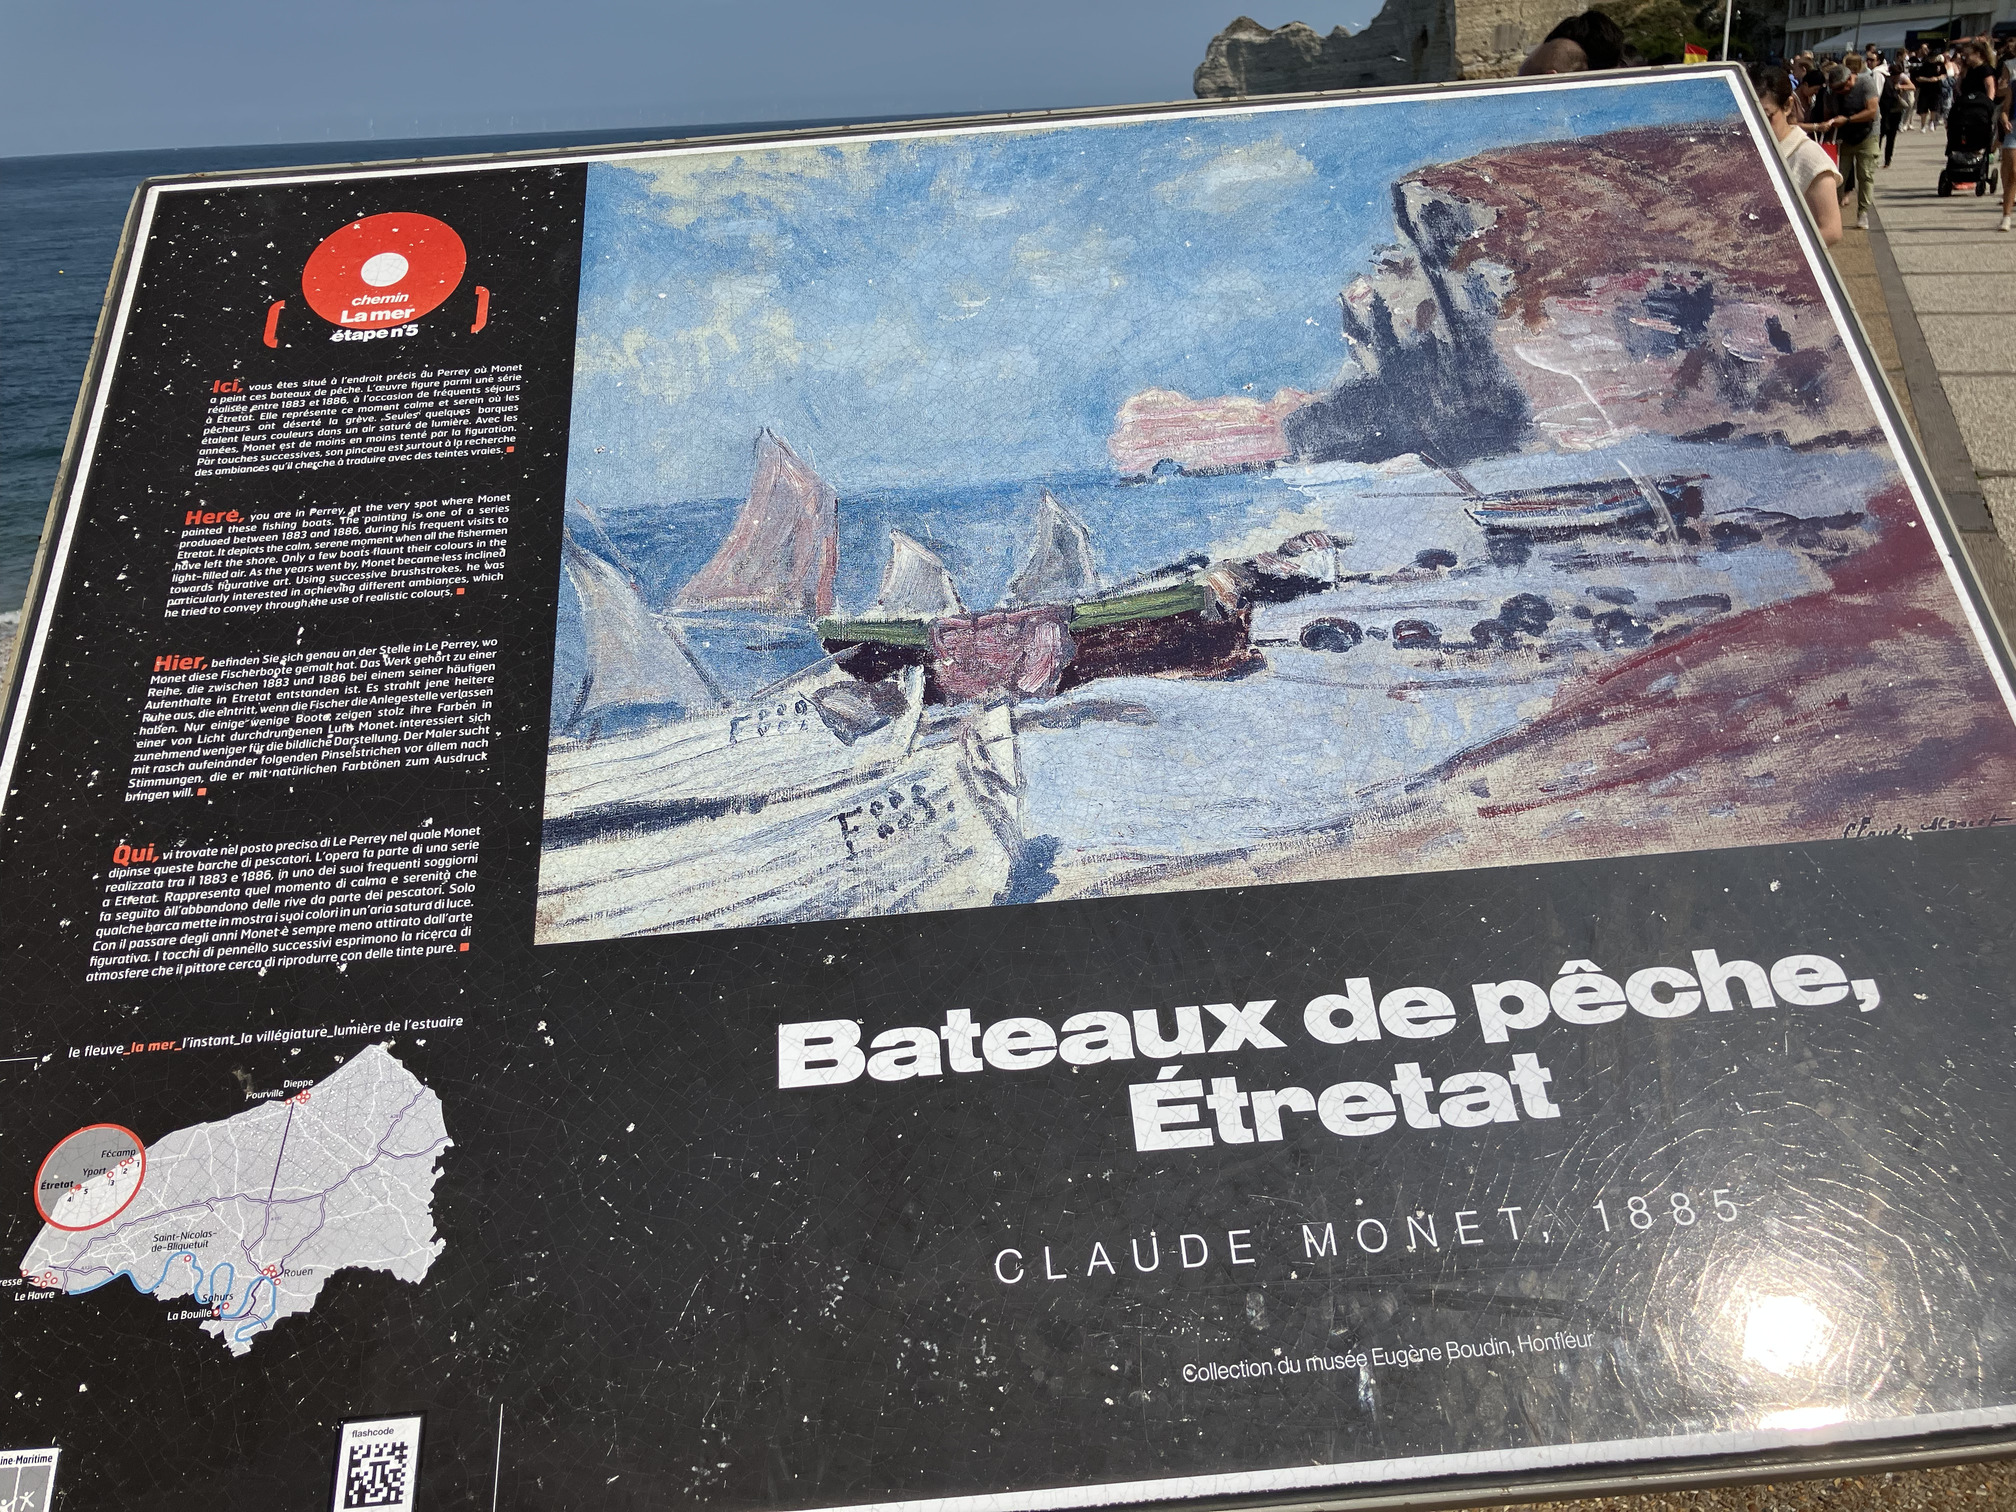 chemin
La mer
étape n°5
Ici, vous êtes situé à l'endroit précis du Perrey où Monet
a peint ces bateaux de pêche. L'œuvre figure parmi une série
réalisée entre 1883 et 1886, à l'occasion de fréquents séjours
à Étretat. Elle représente ce moment calme et serein où les
pêcheurs ont déserté la grève. Seules quelques barques
étalent leurs couleurs dans un air saturé de lumière. Avec les
années, Monet est de moins en moins tenté par la figuration.
Par touches successives, son pinceau est surtout à la recherche
des ambiances qu'il cherche à traduire avec des teintes vraies.
Here, you are in Perrey, at the very spot where Monet
painted these fishing boats. The painting is one of a series
produced between 1883 and 1886, during his frequent visits to
Etretat. It depicts the calm, serene moment when all the fishermen
have left the shore. Only a few boats flaunt their colours in the
light-filled air. As the years went by, Monet became less inclined
towards figurative art. Using successive brushstrokes, he was
particularly interested in achieving different ambiances, which
he tried to convey through the use of realistic colours.
Hier, befinden Sie sich genau an der Stelle in Le Perrey, wo
Monet diese Fischerboote gemalt hat. Das Werk gehört zu einer
Reihe, die zwischen 1883 und 1886 bei einem seiner häufigen
Aufenthalte in Etretat entstanden ist. Es strahlt jene heitere
Ruhe aus, die eintritt, wenn die Fischer die Anlegestelle verlassen
haben. Nur einige wenige Boote zeigen stolz ihre Farben in
einer von Licht durchdrungenen Luft. Monet interessiert sich
zunehmend weniger für die bildliche Darstellung. Der Maler sucht
mit rasch aufeinander folgenden Pinselstrichen vor allem nach
Stimmungen, die er mit natürlichen Farbtönen zum Ausdruck
bringen will.
Qui, vi trovate nel posto preciso di Le Perrey nel quale Monet
dipinse queste barche di pescatori. L'opera fa parte di una serie
realizzata tra il 1883 e 1886, in uno dei suoi frequenti soggiorni
a Etretat. Rappresenta quel momento di calma e serenità che
fa seguito all'abbandono delle rive da parte dei pescatori. Solo
qualche barca mette in mostra i suoi colori in un'aria satura di luce.
Con il passare degli anni Monet è sempre meno attirato dall'arte
figurativa. I tocchi di pennello successivi esprimono la ricerca di
atmosfere che il pittore cerca di riprodurre con delle tinte pure.
le fleuve_la mer_l'instant_la villégiature_lumière de l'estuaire
Dieppe
Pourville
Fécamp
Yport
Étretat
1
2
3
4
5
Saint-Nicolas-
de-Bliquetuit
Rouen
resse
Le Havre
Sahurs
La Bouille
flashcode
ine-Maritime
Claude Monet
Bateaux de pêche,
Étretat
CLAUDE MONET, 1885
Collection du musée Eugène Boudin, Honfleur